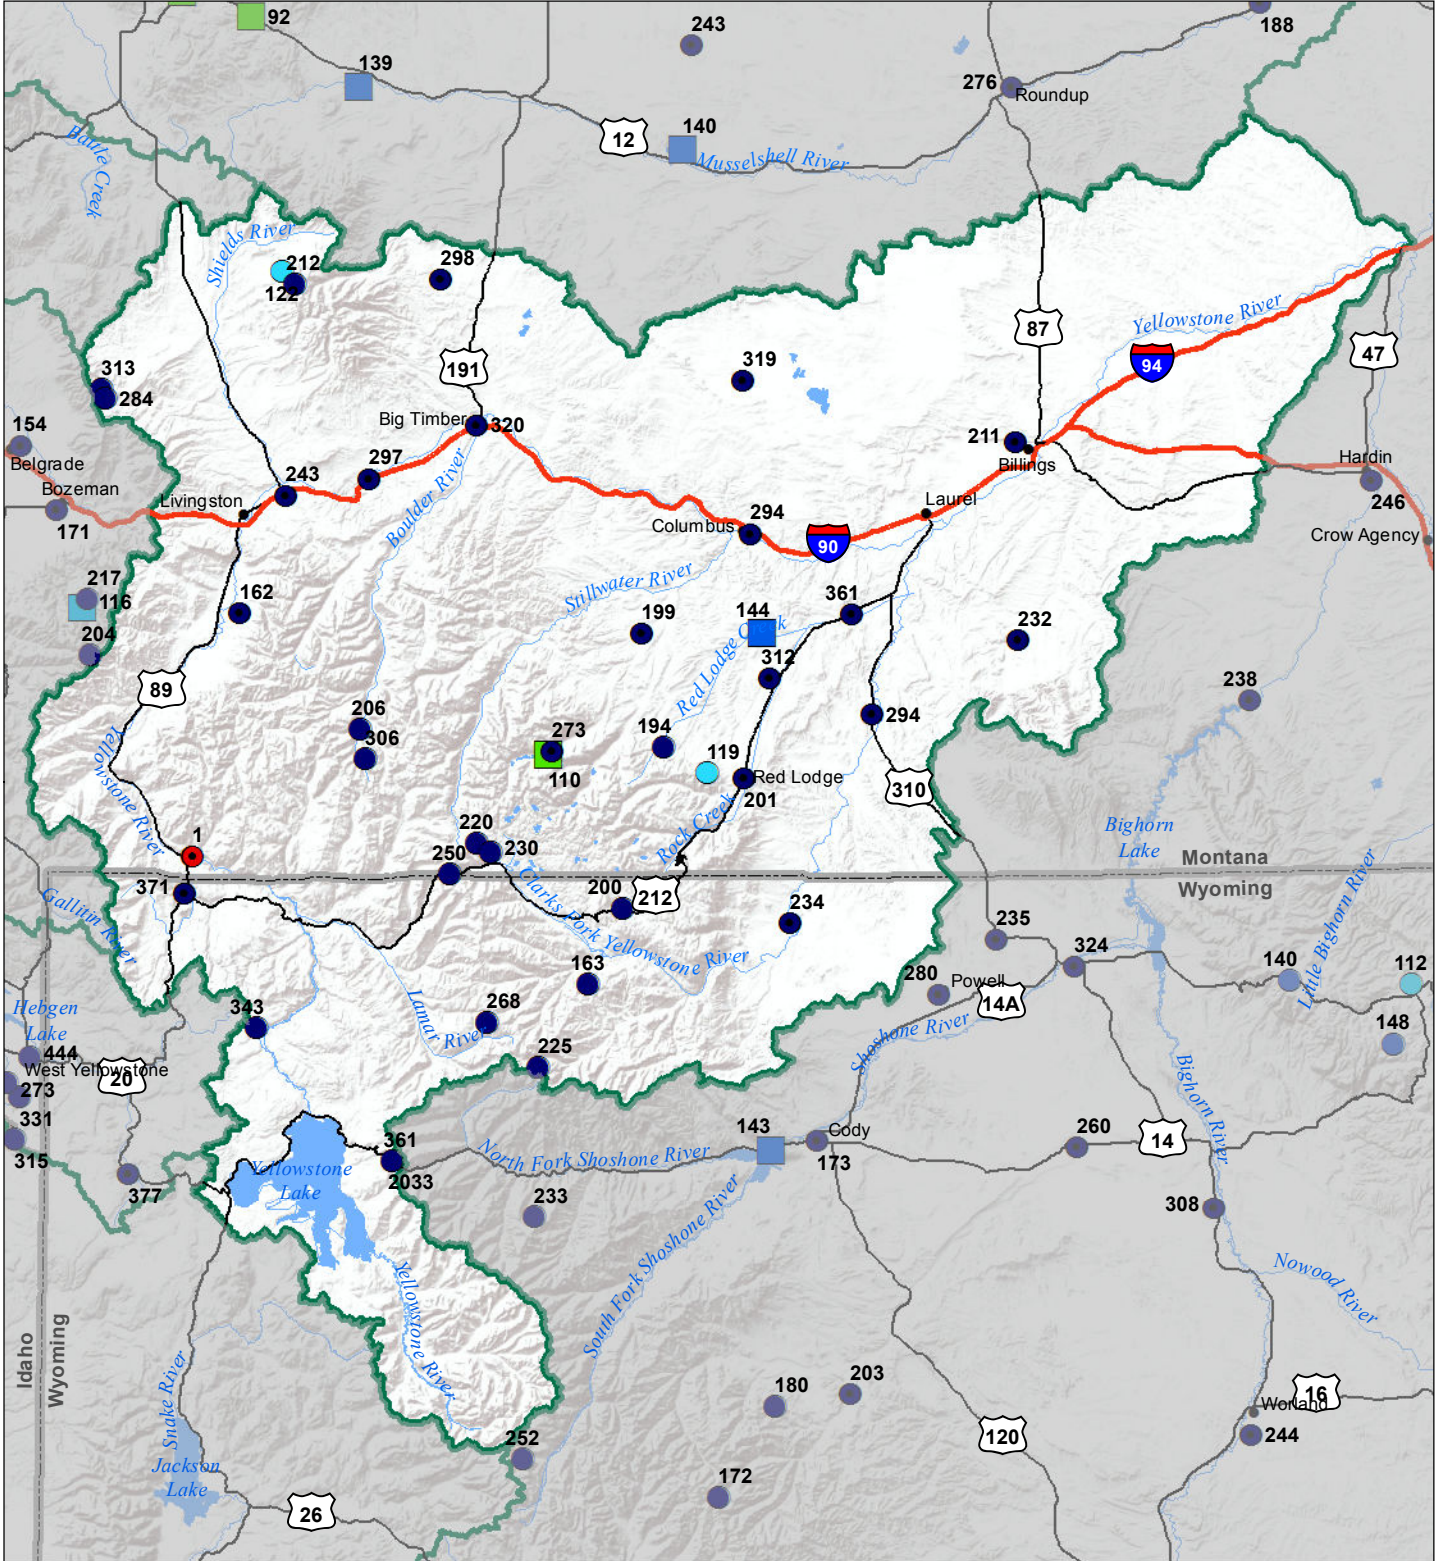 92
243
188
139
276
Roundup
12
140
Musselshell River
Battle Creek
Shields River
212
122
298
Yellowstone River
87
47
94
191
319
313
284
Big Timber
320
154
Belgrade
211
Billings
Hardin
246
297
243
Bozeman
171
Livingston
Boulder River
Laurel
294
Columbus
90
Crow Agency
Stillwater River
217
116
162
204
199
144
361
Red Lodge Creek
232
312
89
238
206
306
273
110
194
119
294
Red Lodge
201
310
Yellowstone River
Rock Creek
Bighorn
Lake
1
220
230
250
Montana
Wyoming
371
200
212
234
Gallitin River
Clarks Fork Yellowstone River
Little Bighorn River
235
324
163
280
Powell
14A
140
112
Hebgen
Lake
343
268
Lamar River
Shoshone River
148
444
West Yellowstone
20
273
225
Bighorn River
331
315
361
2033
143
Cody
173
260
14
North Fork Shoshone River
Yellowstone
Lake
377
233
308
South Fork Shoshone River
Nowood River
Yellowstone River
Idaho
Wyoming
Snake River
180
203
16
Worland
244
120
252
Jackson
Lake
172
26